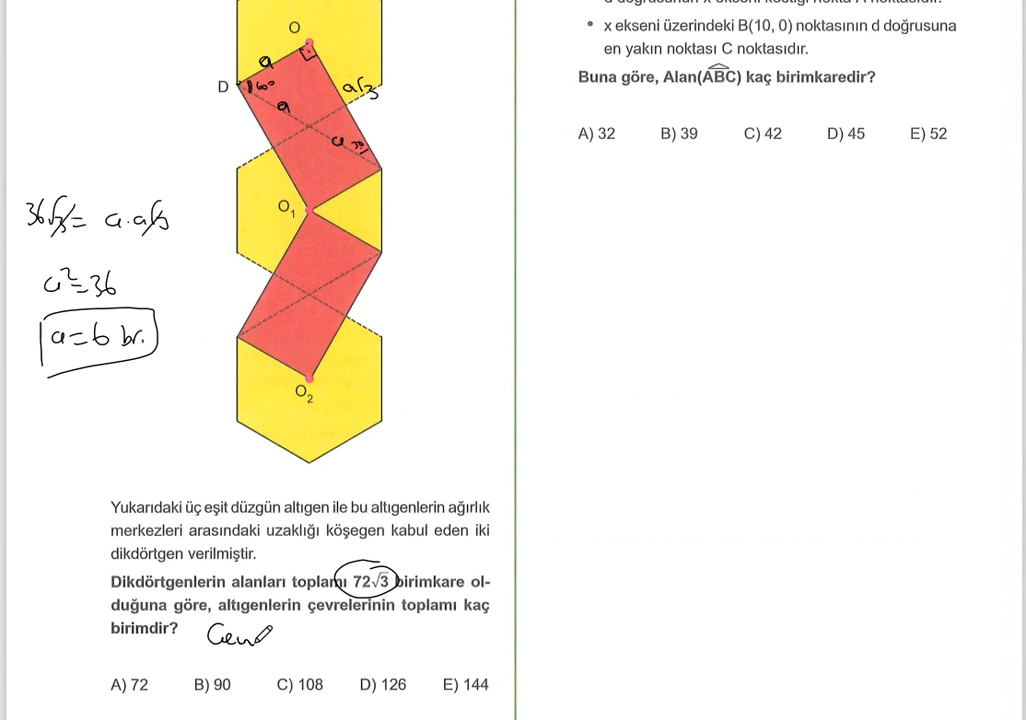 O
a
D
60°
a√3
a
a
30
36√3 = a.a√3
O₁
a²=36
a=6 br.
O₂
Yukarıdaki üç eşit düzgün altıgen ile bu altıgenlerin ağırlık
merkezleri arasındaki uzaklığı köşegen kabul eden iki
dikdörtgen verilmiştir.
Dikdörtgenlerin alanları toplamı 72√3 birimkare ol-
duğuna göre, altıgenlerin çevrelerinin toplamı kaç
birimdir?
A) 72 B) 90 C) 108 D) 126 E) 144
• x ekseni üzerindeki B(10, 0) noktasının d doğrusuna
en yakın noktası C noktasıdır.
Buna göre, Alan(ABC) kaç birimkaredir?
A) 32 B) 39 C) 42 D) 45 E) 52